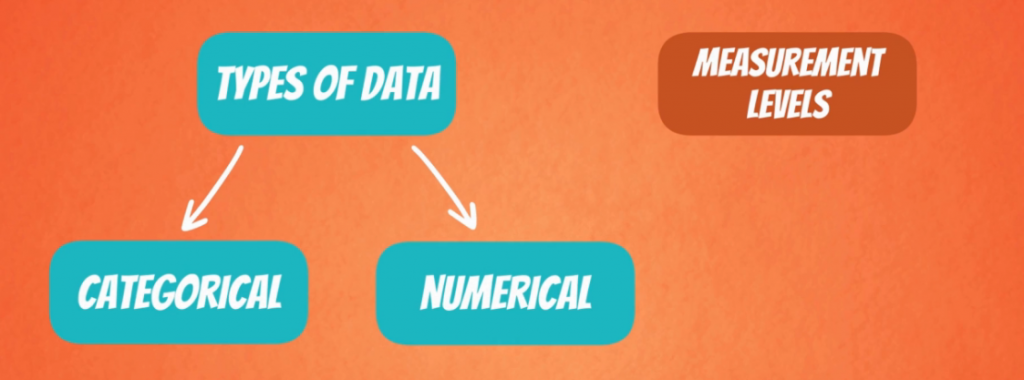 TYPES OF DATA
MEASUREMENT
LEVELS
CATEGORICAL
NUMERICAL